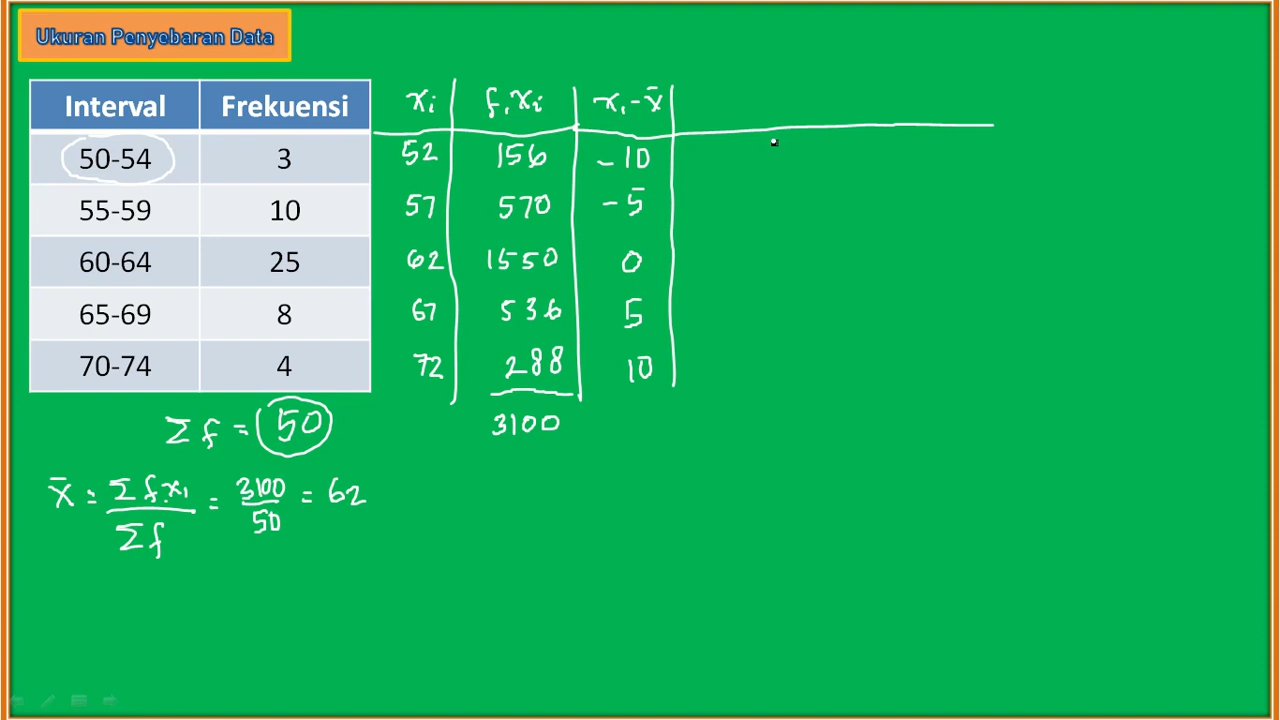 Ukuran Penyebaran Data
Interval Frekuensi xi f.xi xi-x̄
50-54 3 52 156 -10
55-59 10 57 570 -5
60-64 25 62 1550 0
65-69 8 67 536 5
70-74 4 72 288 10
Σf = 50 3100
x̄ = Σf.xi / Σf = 3100 / 50 = 62